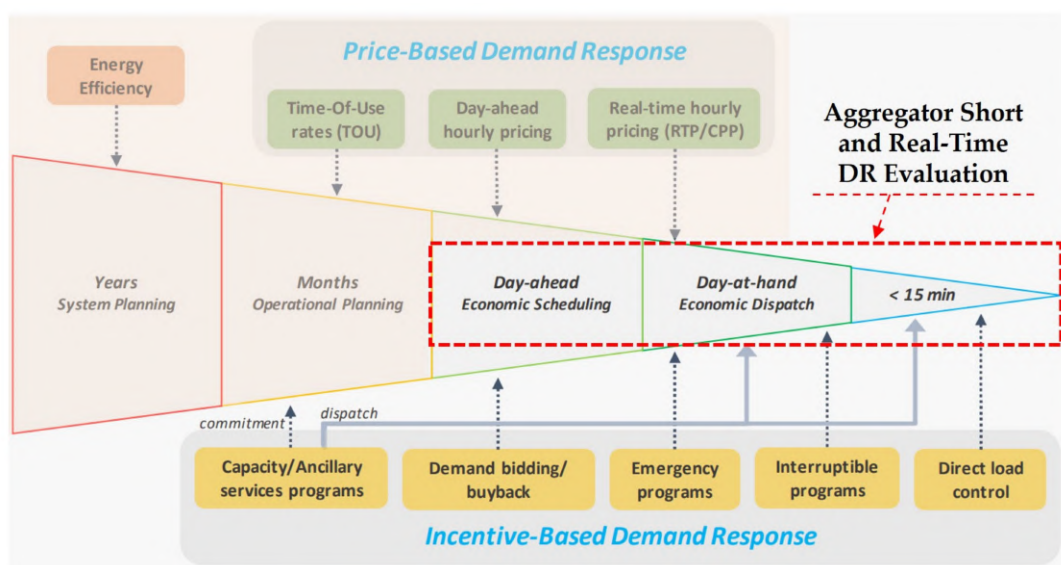 Price-Based Demand Response
Energy
Efficiency
Time-Of-Use
rates (TOU)
Day-ahead
hourly pricing
Real-time hourly
pricing (RTP/CPP)
Aggregator Short
and Real-Time
DR Evaluation
Years
System Planning
Months
Operational Planning
Day-ahead
Economic Scheduling
Day-at-hand
Economic Dispatch
< 15 min
commitment
dispatch
Capacity/Ancillary
services programs
Demand bidding/
buyback
Emergency
programs
Interruptible
programs
Direct load
control
Incentive-Based Demand Response